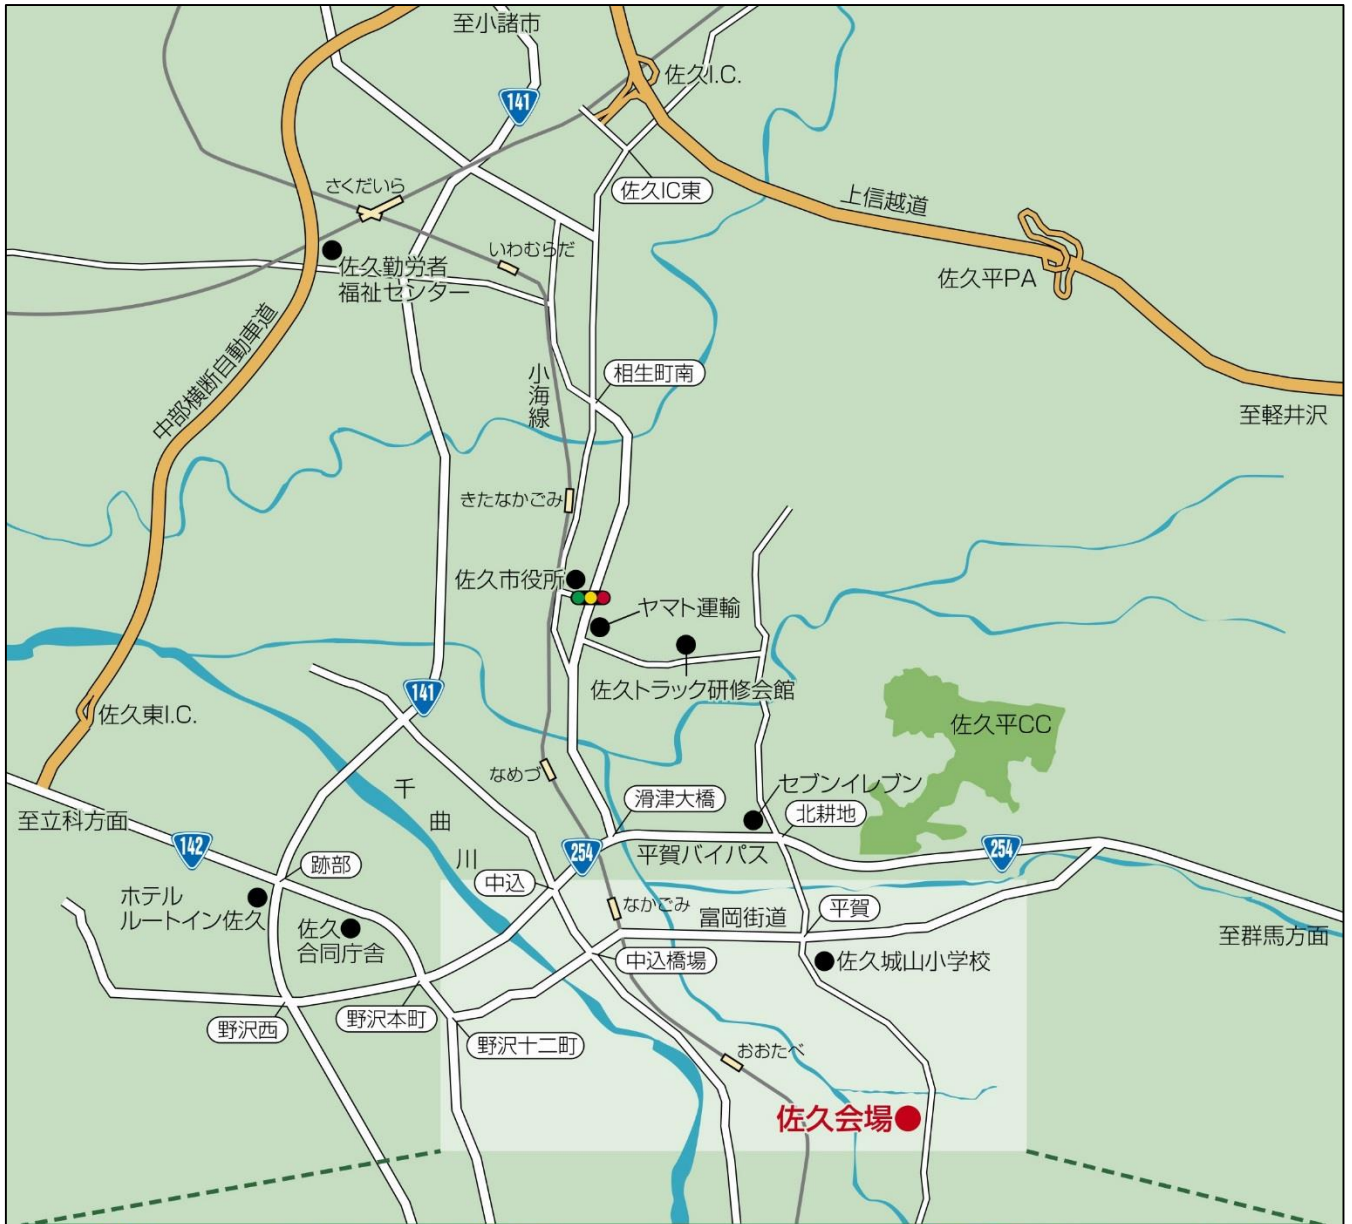 至小諸市
佐久I.C.
141
さくだいら
佐久IC東
上信越道
いわむらだ
佐久勤労者
福祉センター
佐久平PA
中部横断自動車道
小海線
相生町南
至軽井沢
きたなかごみ
佐久市役所
ヤマト運輸
佐久トラック研修会館
141
佐久東I.C.
佐久平CC
なめづ
千曲川
セブンイレブン
滑津大橋
北耕地
至立科方面
142
254
平賀バイパス
254
跡部
中込
ホテル
ルートイン佐久
なかごみ
富岡街道
平賀
佐久
合同庁舎
至群馬方面
中込橋場
佐久城山小学校
野沢西
野沢本町
野沢十二町
おおたべ
佐久会場